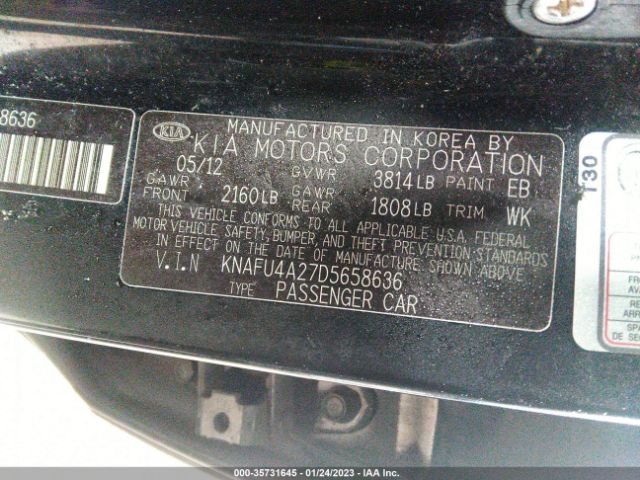 8636
KIA
MANUFACTURED IN KOREA BY
KIA MOTORS CORPORATION
05/12 GVWR 3814 LB PAINT EB
GAWR FRONT 2160 LB GAWR REAR 1808 LB TRIM WK
THIS VEHICLE CONFORMS TO ALL APPLICABLE U.S.A. FEDERAL
MOTOR VEHICLE SAFETY, BUMPER, AND THEFT PREVENTION STANDARDS
IN EFFECT ON THE DATE OF MANUFACTURE SHOWN ABOVE
V.I.N KNAFU4A27D5658636
TYPE PASSENGER CAR
T30
KNAFU-35731645 - 01/24/2023 - IAA Inc.